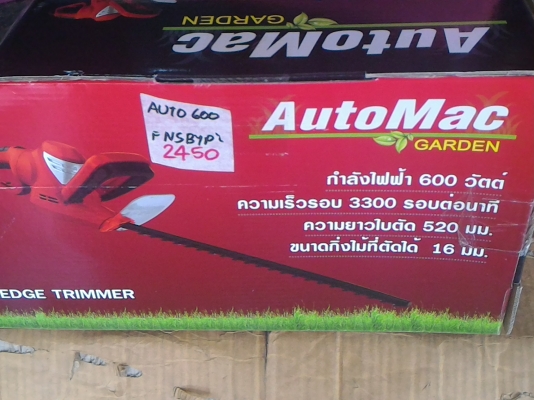 AutoMac
GARDEN
AUTO 600
FNSBYP2
2450
AutoMac
GARDEN
กำลังไฟฟ้า 600 วัตต์
ความเร็วรอบ 3300 รอบต่อนาที
ความยาวใบตัด 520 มม.
ขนาดกิ่งไม้ที่ตัดได้ 16 มม.
EDGE TRIMMER